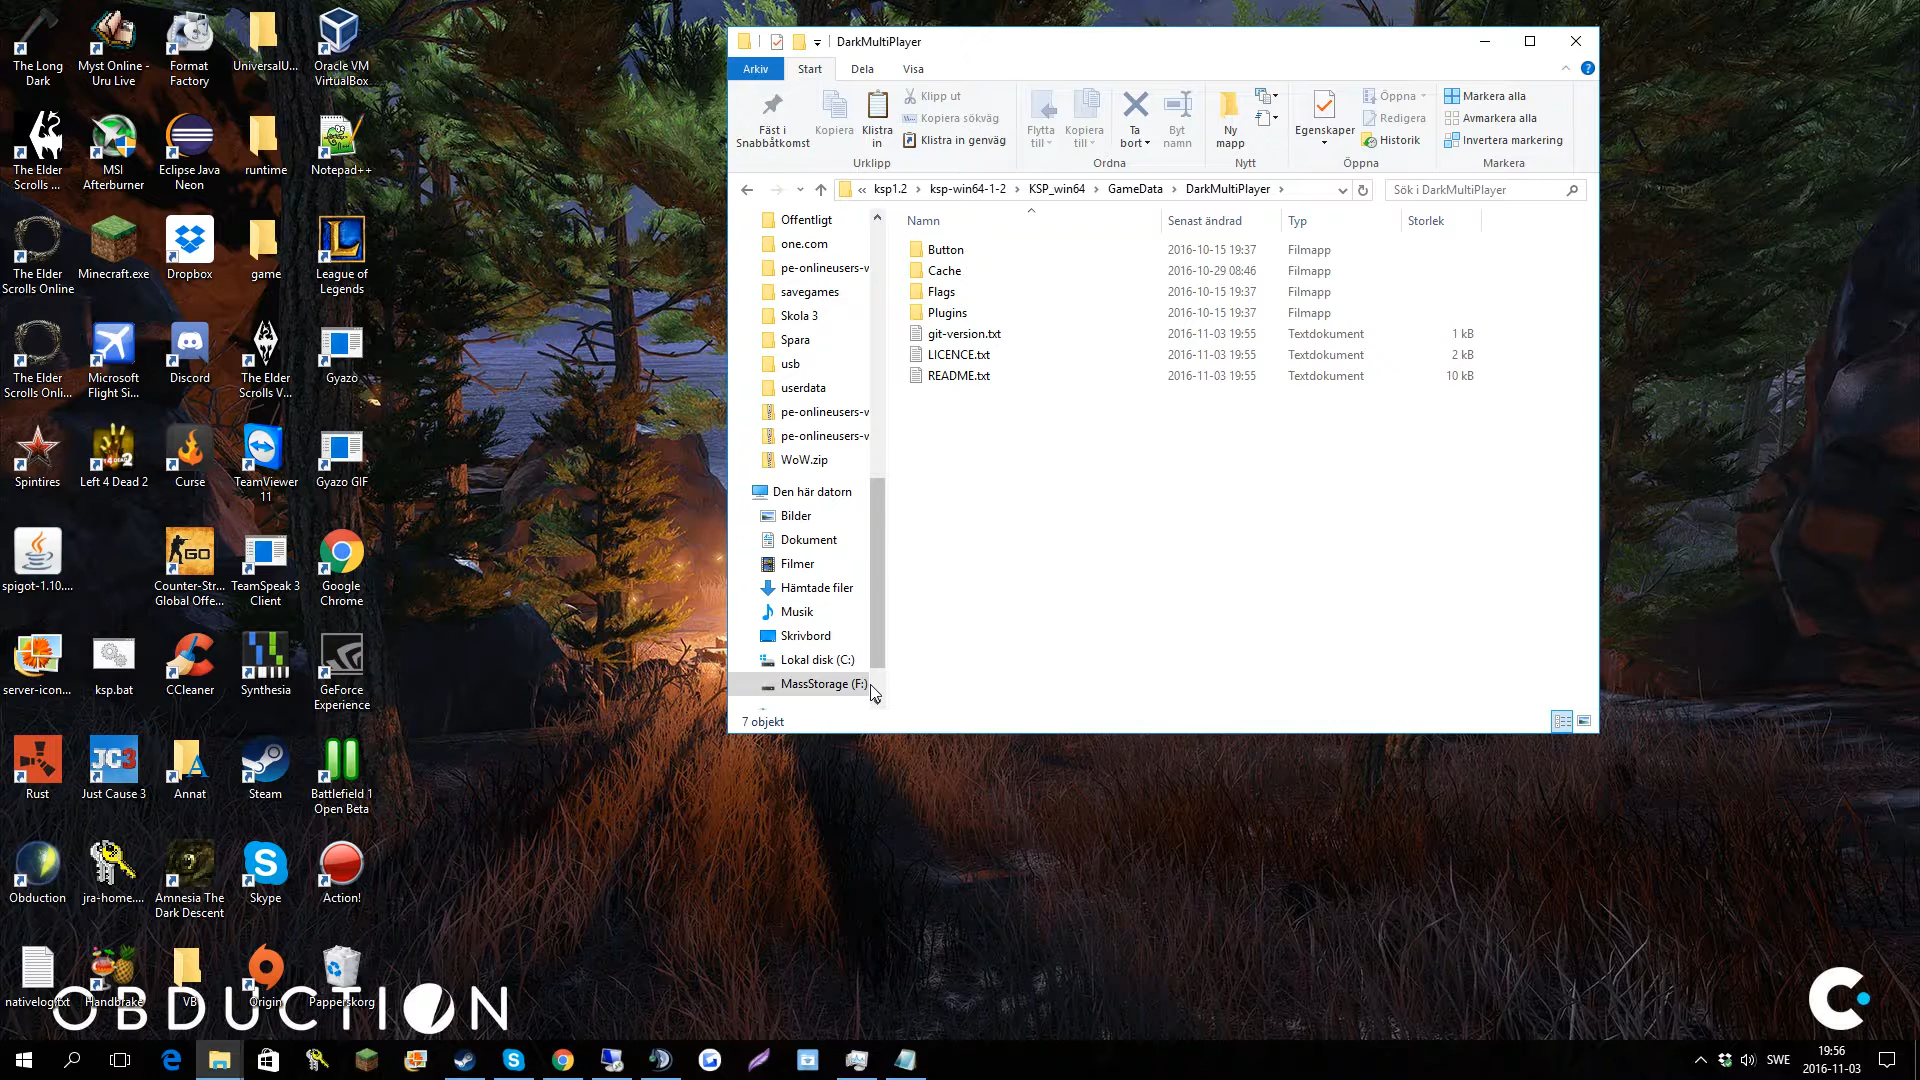 The Long
Dark
Myst Online -
Uru Live
Format
Factory
UniversalU...
Oracle VM
VirtualBox
The Elder
Scrolls ...
MSI
Afterburner
Eclipse Java
Neon
runtime
Notepad++
The Elder
Scrolls Online
Minecraft.exe
Dropbox
game
League of
Legends
The Elder
Scrolls Onli...
Microsoft
Flight Si...
Discord
The Elder
Scrolls V...
Gyazo
Spintires
Left 4 Dead 2
Curse
TeamViewer
11
Gyazo GIF
spigot-1.10....
GO
Counter-Str...
Global Offe...
TeamSpeak 3
Client
Google
Chrome
server-icon...
ksp.bat
CCleaner
Synthesia
GeForce
Experience
Rust
JC3
Just Cause 3
Annat
Steam
Battlefield 1
Open Beta
Obduction
jra-home....
Amnesia The
Dark Descent
Skype
Action!
nativelog.txt
Handbrake
VB
Origin
Papperskorg
OBDUCTION
DarkMultiPlayer
Arkiv
Start
Dela
Visa
Fäst i
Snabbåtkomst
Kopiera
Klistra
in
Klipp ut
Kopiera sökväg
Klistra in genväg
Urklipp
Flytta
till
Kopiera
till
Ta
bort
Byt
namn
Ordna
Ny
mapp
Nytt
Egenskaper
Öppna
Redigera
Historik
Öppna
Markera alla
Avmarkera alla
Invertera markering
Markera
« ksp1.2 › ksp-win64-1-2 › KSP_win64 › GameData › DarkMultiPlayer ›
Sök i DarkMultiPlayer
Offentligt
one.com
pe-onlineusers-v
savegames
Skola 3
Spara
usb
userdata
pe-onlineusers-v
pe-onlineusers-v
WoW.zip
Den här datorn
Bilder
Dokument
Filmer
Hämtade filer
Musik
Skrivbord
Lokal disk (C:)
MassStorage (F:)
Namn Senast ändrad Typ Storlek
Button 2016-10-15 19:37 Filmapp
Cache 2016-10-29 08:46 Filmapp
Flags 2016-10-15 19:37 Filmapp
Plugins 2016-10-15 19:37 Filmapp
git-version.txt 2016-11-03 19:55 Textdokument 1 kB
LICENCE.txt 2016-11-03 19:55 Textdokument 2 kB
README.txt 2016-11-03 19:55 Textdokument 10 kB
7 objekt
SWE
19:56
2016-11-03